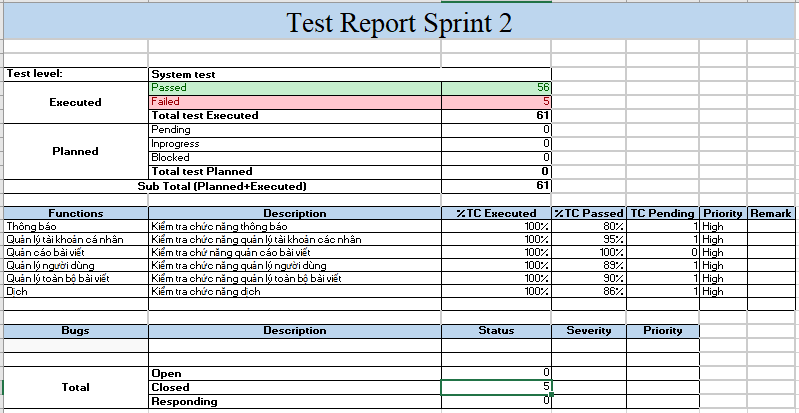 Test Report Sprint 2
Test level: System test
Passed 56
Executed Failed 5
Total test Executed 61
Pending 0
Planned Inprogress 0
Blocked 0
Total test Planned 0
Sub Total (Planned+Executed) 61
Functions Description %TC Executed %TC Passed TC Pending Priority Remark
Thông báo Kiểm tra chức năng thông báo 100% 80% 1 High
Quản lý tài khoản cá nhân Kiểm tra chức năng quản lý tài khoản các nhân 100% 95% 1 High
Quản cáo bài viết Kiểm tra chứ năng quản cáo bài viết 100% 100% 0 High
Quản lý người dùng Kiểm tra chức năng quản lý người dùng 100% 89% 1 High
Quản lý toàn bộ bài viết Kiểm tra chức năng quản lý toàn bộ bài viết 100% 90% 1 High
Dịch Kiểm tra chức năng dịch 100% 86% 1 High
Bugs Description Status Severity Priority
Open 0
Total Closed 5
Responding 0